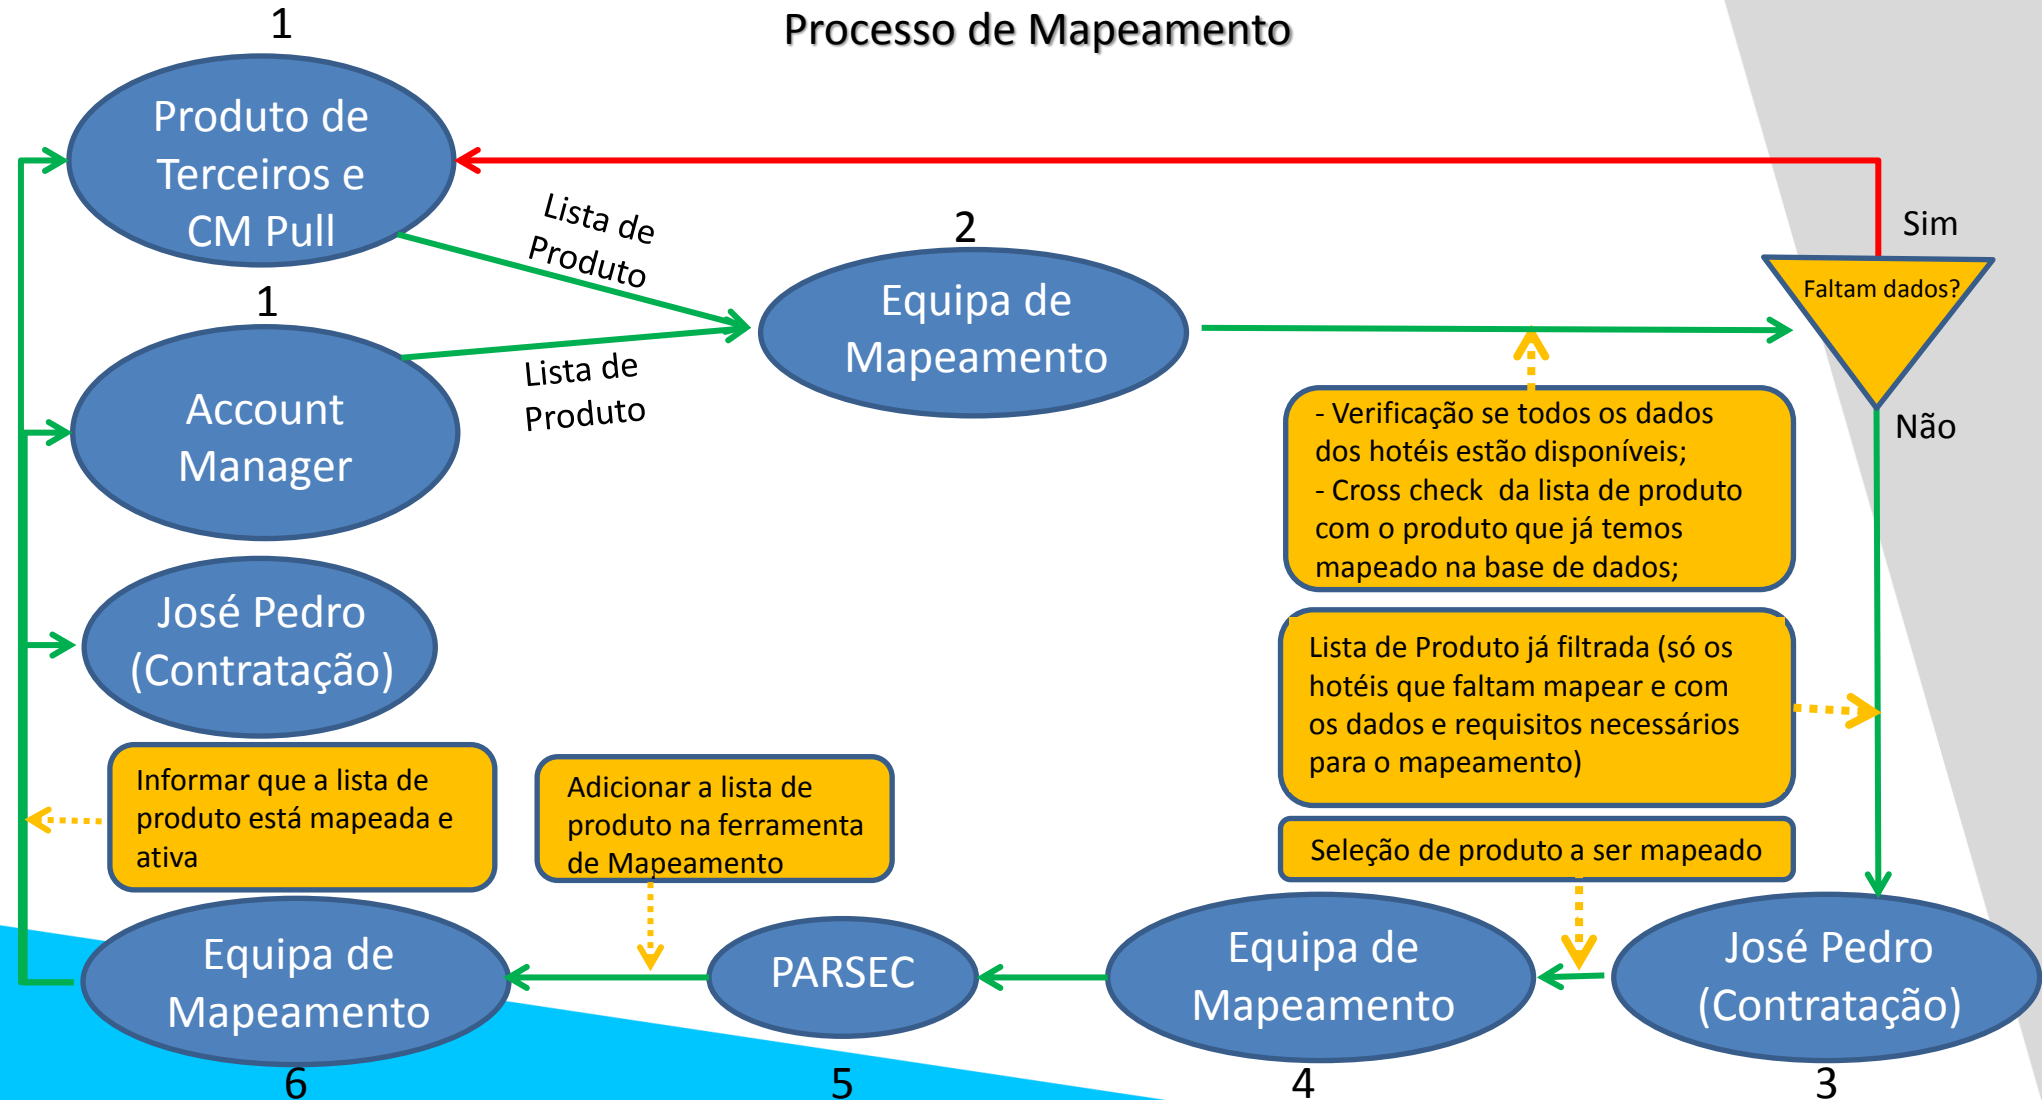 Processo de Mapeamento
1
Produto de
Terceiros e
CM Pull
Lista de
Produto
1
Account
Manager
Lista de
Produto
2
Equipa de
Mapeamento
Sim
Faltam dados?
Não
- Verificação se todos os dados
dos hotéis estão disponíveis;
- Cross check  da lista de produto
com o produto que já temos
mapeado na base de dados;
José Pedro
(Contratação)
Lista de Produto já filtrada (só os
hotéis que faltam mapear e com
os dados e requisitos necessários
para o mapeamento)
Informar que a lista de
produto está mapeada e
ativa
Adicionar a lista de
produto na ferramenta
de Mapeamento
Seleção de produto a ser mapeado
Equipa de
Mapeamento
6
PARSEC
5
Equipa de
Mapeamento
4
José Pedro
(Contratação)
3